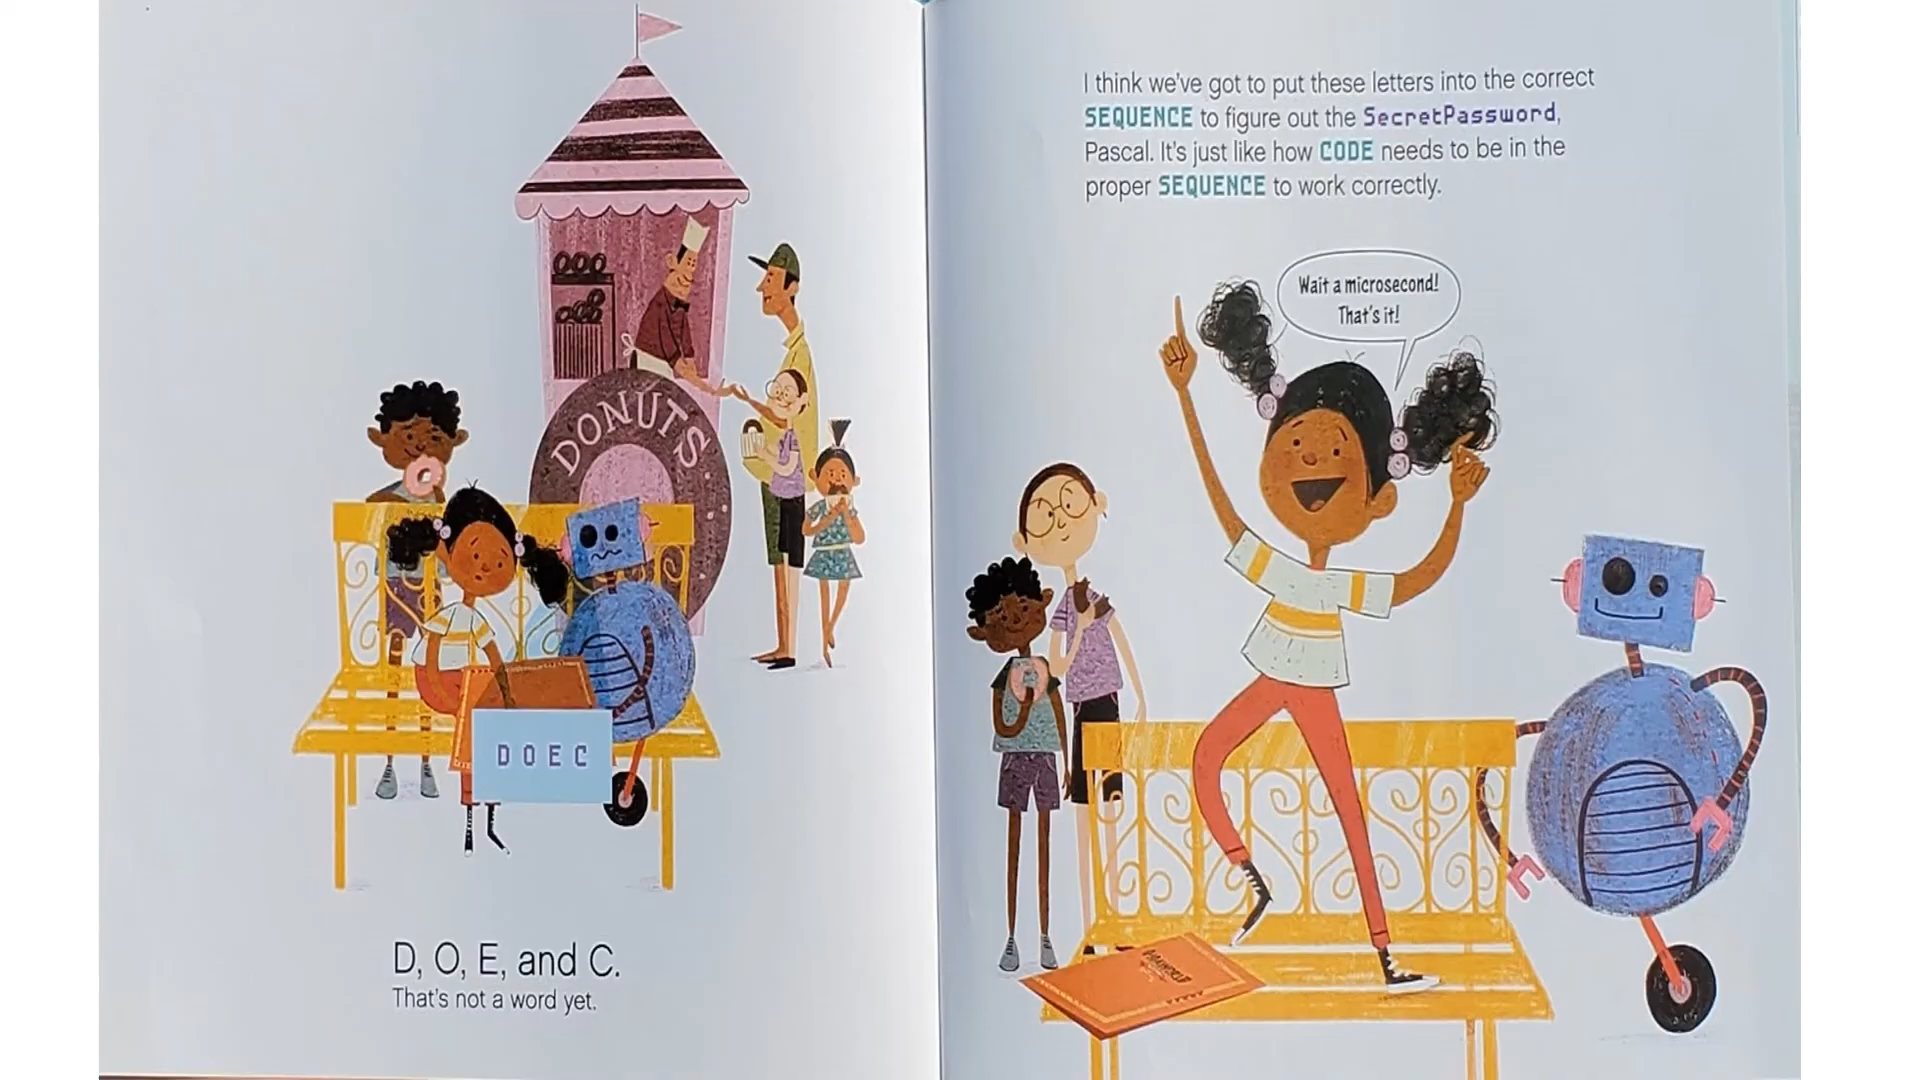 DONUTS
D O E C
D, O, E, and C.
That's not a word yet.
I think we've got to put these letters into the correct
SEQUENCE to figure out the SecretPassword,
Pascal. It's just like how CODE needs to be in the
proper SEQUENCE to work correctly.
Wait a microsecond!
That's it!